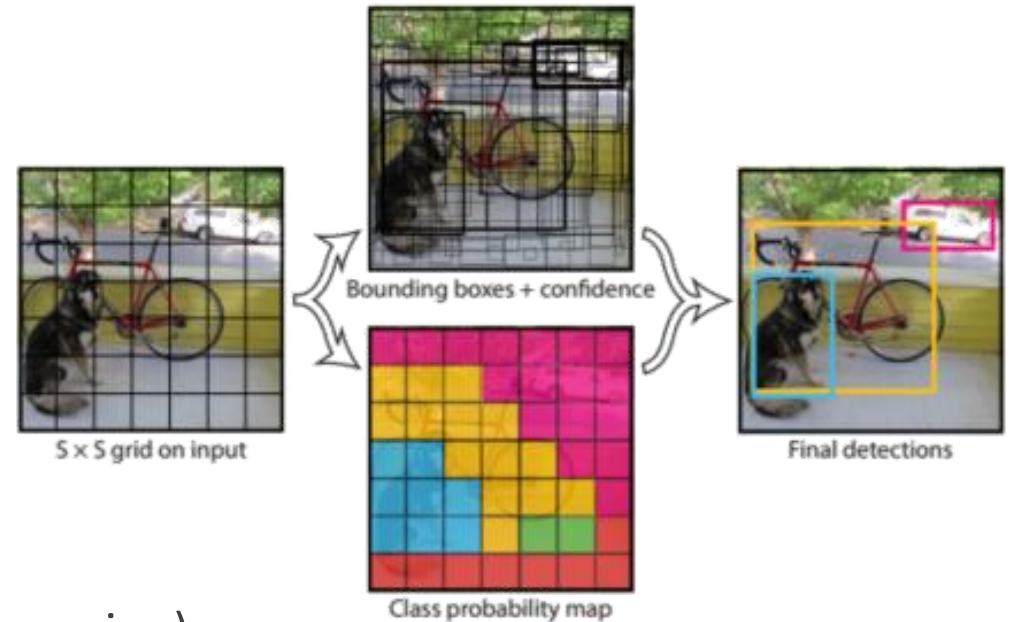 Bounding boxes + confidence
S × S grid on input
Final detections
Class probability map